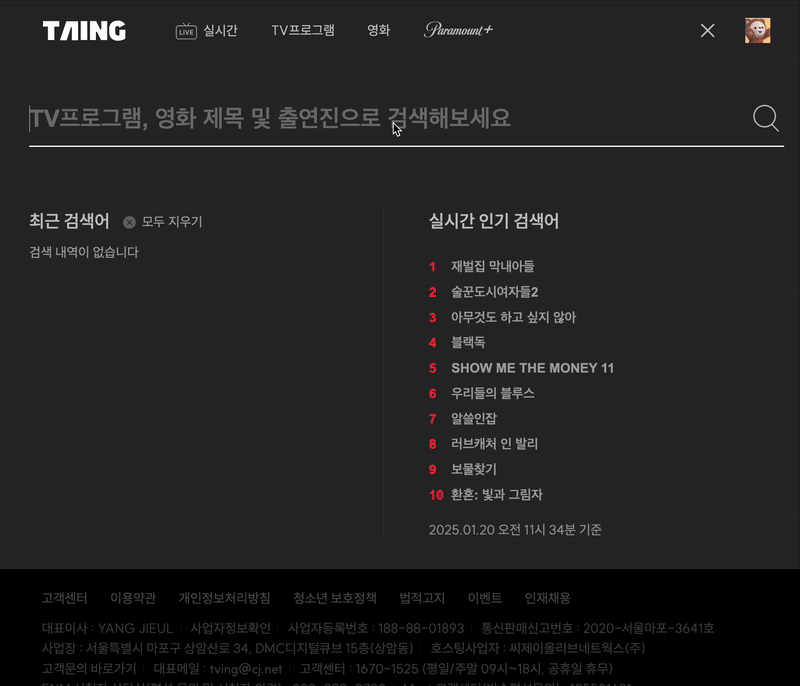 TAING
LIVE 실시간 TV프로그램 영화 Paramount+
TV프로그램, 영화 제목 및 출연진으로 검색해보세요
최근 검색어 모두 지우기
검색 내역이 없습니다
실시간 인기 검색어
1 재벌집 막내아들
2 술꾼도시여자들2
3 아무것도 하고 싶지 않아
4 블랙독
5 SHOW ME THE MONEY 11
6 우리들의 블루스
7 알쓸인잡
8 러브캐처 인 발리
9 보물찾기
10 환혼: 빛과 그림자
2025.01.20 오전 11시 34분 기준
고객센터 이용약관 개인정보처리방침 청소년 보호정책 법적고지 이벤트 인재채용
대표이사 : YANG JIEUL 사업자정보확인 사업자등록번호 : 188-88-01893 통신판매신고번호 : 2020-서울마포-3641호
사업장 : 서울특별시 마포구 상암산로 34, DMC디지털큐브 15층(상암동) 호스팅사업자 : 씨제이올리브네트웍스(주)
고객문의 바로가기 대표메일 : tving@cj.net 고객센터 : 1670-1525 (평일/주말 09시~18시, 공휴일 휴무)